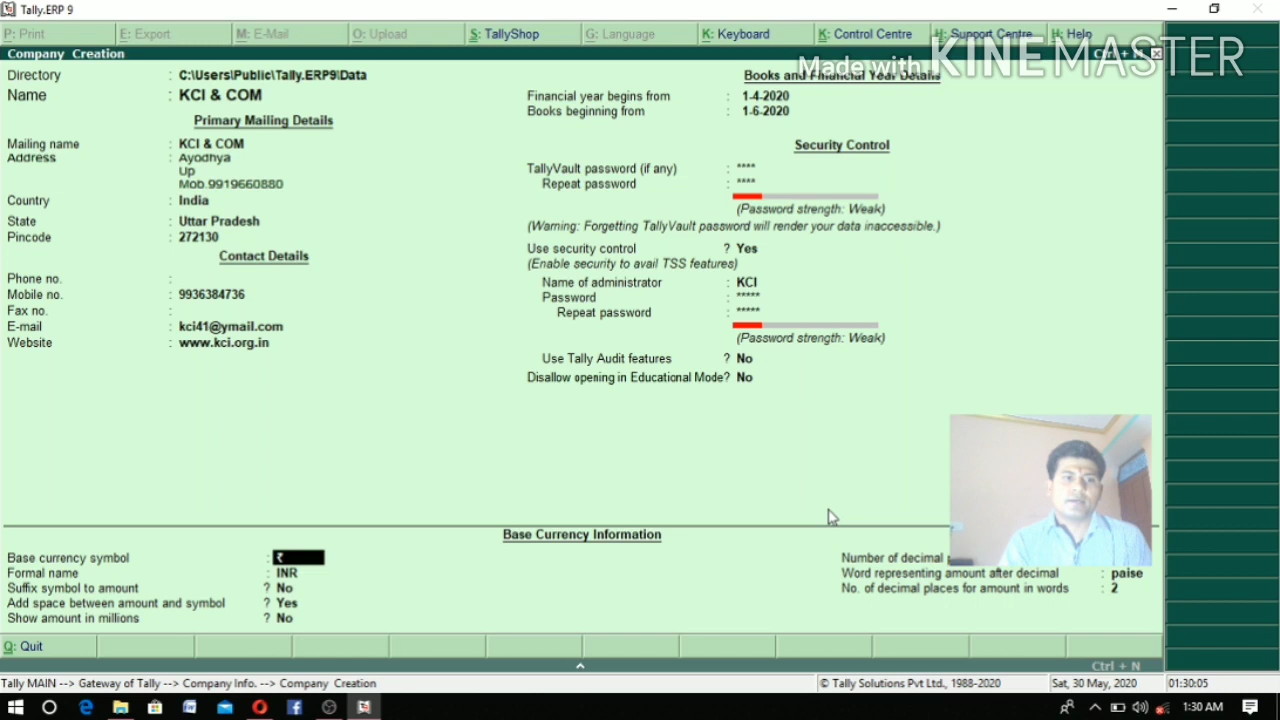 Tally.ERP 9
P: Print
E: Export
M: E-Mail
O: Upload
S: TallyShop
G: Language
K: Keyboard
K: Control Centre
H: Support Centre
H: Help
Company Creation
Ctrl + N
Made with KINEMASTER
Directory : C:\Users\Public\Tally.ERP9\Data
Name : KCI & COM
Primary Mailing Details
Mailing name : KCI & COM
Address : Ayodhya
Up
Mob.9919660880
Country : India
State : Uttar Pradesh
Pincode : 272130
Contact Details
Phone no. :
Mobile no. : 9936384736
Fax no. :
E-mail : kci41@ymail.com
Website : www.kci.org.in
Books and Financial Year Details
Financial year begins from : 1-4-2020
Books beginning from : 1-6-2020
Security Control
TallyVault password (if any) : ****
Repeat password : ****
(Password strength: Weak)
(Warning: Forgetting TallyVault password will render your data inaccessible.)
Use security control ? Yes
(Enable security to avail TSS features)
Name of administrator : KCI
Password : *****
Repeat password : *****
(Password strength: Weak)
Use Tally Audit features ? No
Disallow opening in Educational Mode? No
Base Currency Information
Base currency symbol : ₹
Formal name : INR
Suffix symbol to amount ? No
Add space between amount and symbol ? Yes
Show amount in millions ? No
Number of decimal
Word representing amount after decimal : paise
No. of decimal places for amount in words : 2
Q: Quit
Ctrl + N
Tally MAIN --> Gateway of Tally --> Company Info. --> Company Creation
© Tally Solutions Pvt Ltd., 1988-2020
Sat, 30 May, 2020
01:30:05
1:30 AM